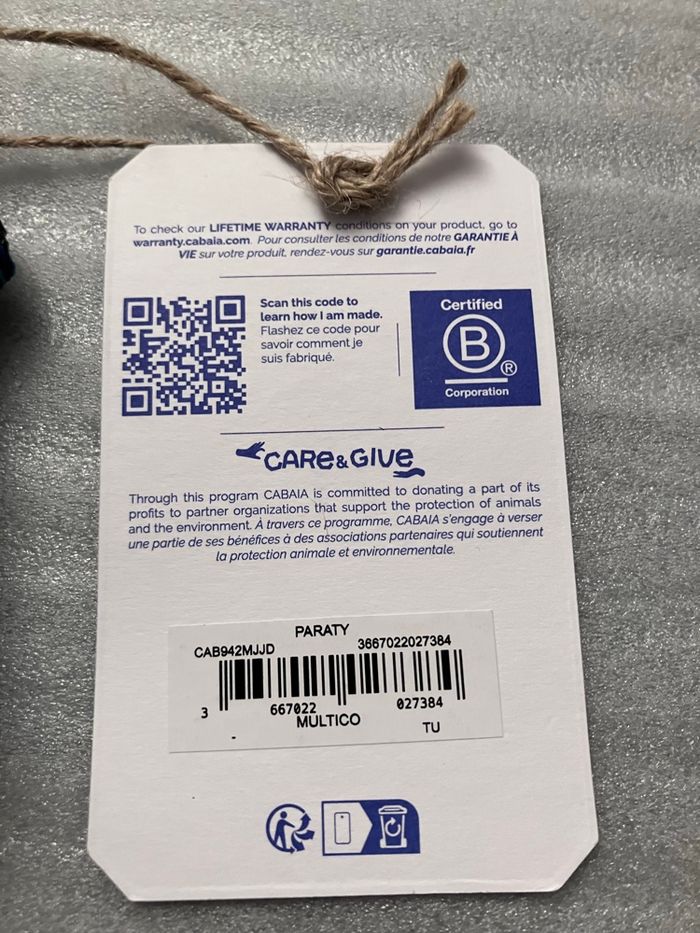 To check our LIFETIME WARRANTY conditions on your product, go to
warranty.cabaia.com. Pour consulter les conditions de notre GARANTIE À
VIE sur votre produit, rendez-vous sur garantie.cabaia.fr
Scan this code to
learn how I am made.
Flashez ce code pour
savoir comment je
suis fabriqué.
Certified
B
®
Corporation
CARE & GIVE
Through this program CABAIA is committed to donating a part of its
profits to partner organizations that support the protection of animals
and the environment. À travers ce programme, CABAIA s'engage à verser
une partie de ses bénéfices à des associations partenaires qui soutiennent
la protection animale et environnementale.
PARATY
CAB942MJJD 3667022027384
3 667022 027384
MULTICO
- TU